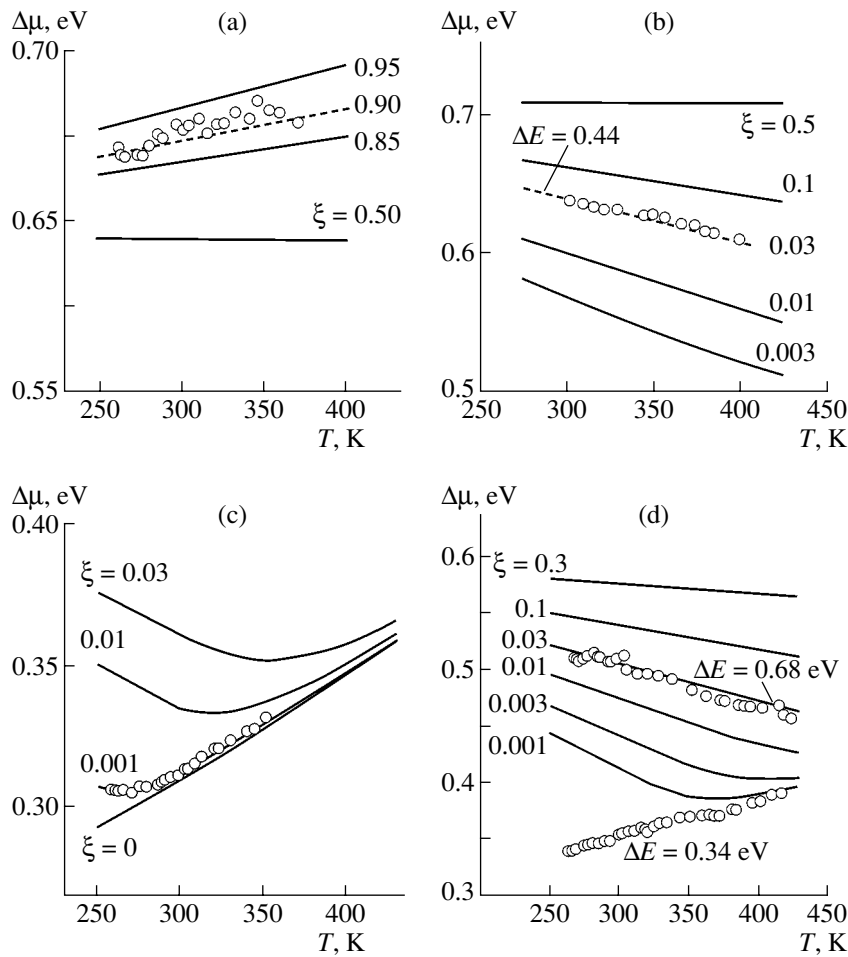 Δμ, eV
(a)
0.70
0.95
0.90
0.85
0.65
ξ = 0.50
0.55
250 300 350 400
T, K
Δμ, eV
(b)
0.7
ξ = 0.5
ΔE = 0.44
0.1
0.03
0.6
0.01
0.003
0.5
250 300 350 400 450
T, K
Δμ, eV
(c)
0.40
ξ = 0.03
0.01
0.35
0.001
0.30
ξ = 0
250 300 350 400
T, K
Δμ, eV
(d)
0.6
ξ = 0.3
0.1
0.03
0.5
0.01
ΔE = 0.68 eV
0.003
0.001
0.4
ΔE = 0.34 eV
0.3
250 300 350 400 450
T, K